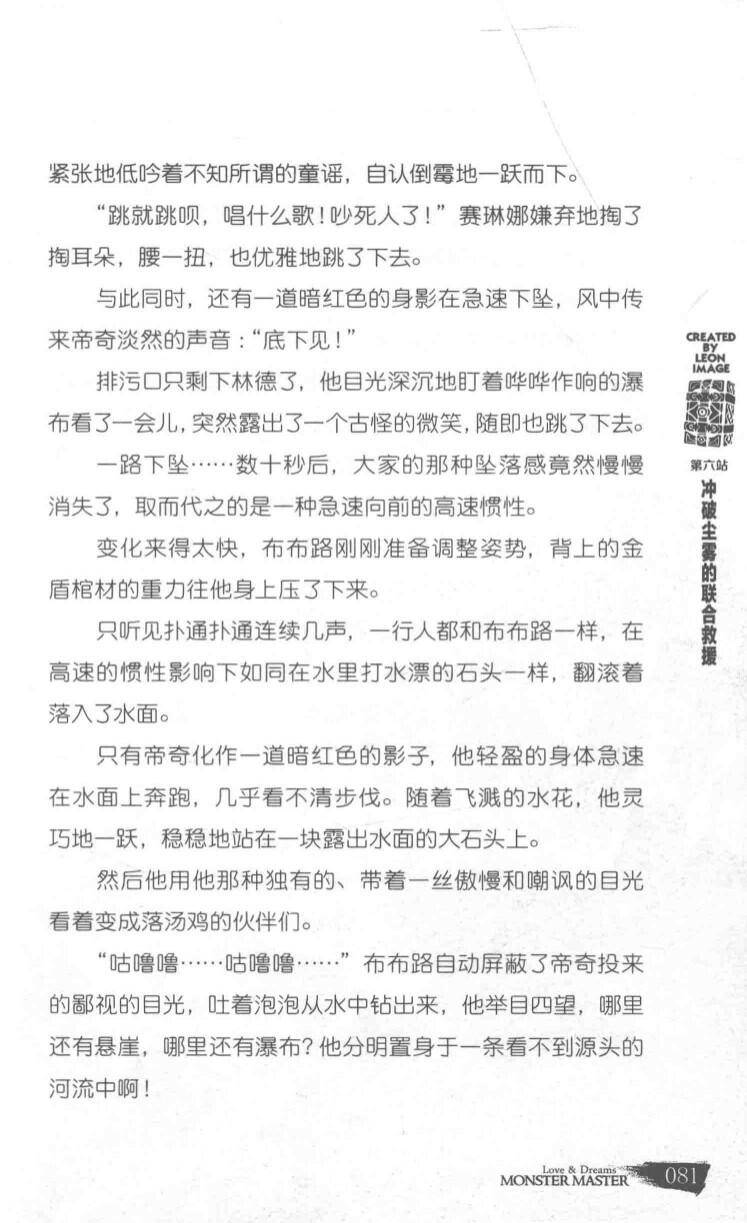 紧张地低吟着不知所谓的童谣，自认倒霉地一跃而下。
“跳就跳呗，唱什么歌！吵死人了！”赛琳娜嫌弃地掏了
掏耳朵，腰一扭，也优雅地跳了下去。
与此同时，还有一道暗红色的身影在急速下坠，风中传
来帝奇淡然的声音：“底下见！”
排污口只剩下林德了，他目光深沉地盯着哗哗作响的瀑
布看了一会儿，突然露出了一个古怪的微笑，随即也跳了下去。
一路下坠……数十秒后，大家的那种坠落感竟然慢慢
消失了，取而代之的是一种急速向前的高速惯性。
变化来得太快，布布路刚刚准备调整姿势，背上的金
盾棺材的重力往他身上压了下来。
只听见扑通扑通连续几声，一行人都和布布路一样，在
高速的惯性影响下如同在水里打水漂的石头一样，翻滚着
落入了水面。
只有帝奇化作一道暗红色的影子，他轻盈的身体急速
在水面上奔跑，几乎看不清步伐。随着飞溅的水花，他灵
巧地一跃，稳稳地站在一块露出水面的大石头上。
然后他用他那种独有的、带着一丝傲慢和嘲讽的目光
看着变成落汤鸡的伙伴们。
“咕噜噜……咕噜噜……”布布路自动屏蔽了帝奇投来
的鄙视的目光，吐着泡泡从水中钻出来，他举目四望，哪里
还有悬崖，哪里还有瀑布？他分明置身于一条看不到源头的
河流中啊！
CREATED
BY
LEON
IMAGE
第六站
冲破尘雾的联合救援
Love & Dreams
MONSTER MASTER
081